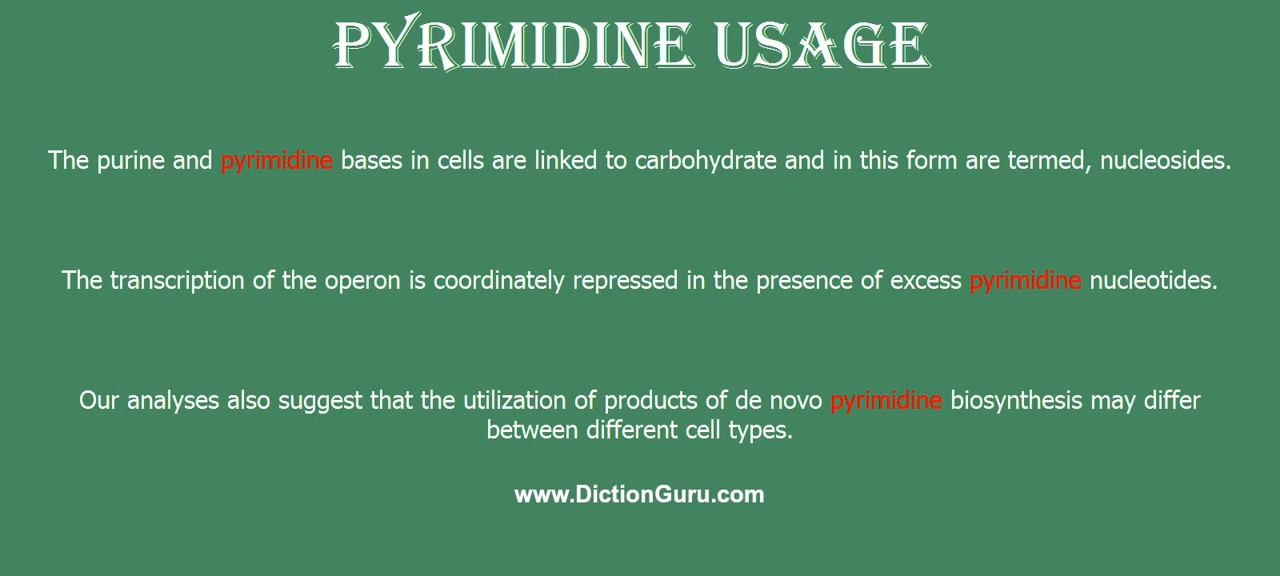 PYRIMIDINE USAGE
The purine and pyrimidine bases in cells are linked to carbohydrate and in this form are termed, nucleosides.
The transcription of the operon is coordinately repressed in the presence of excess pyrimidine nucleotides.
Our analyses also suggest that the utilization of products of de novo pyrimidine biosynthesis may differ
between different cell types.
www.DictionGuru.com